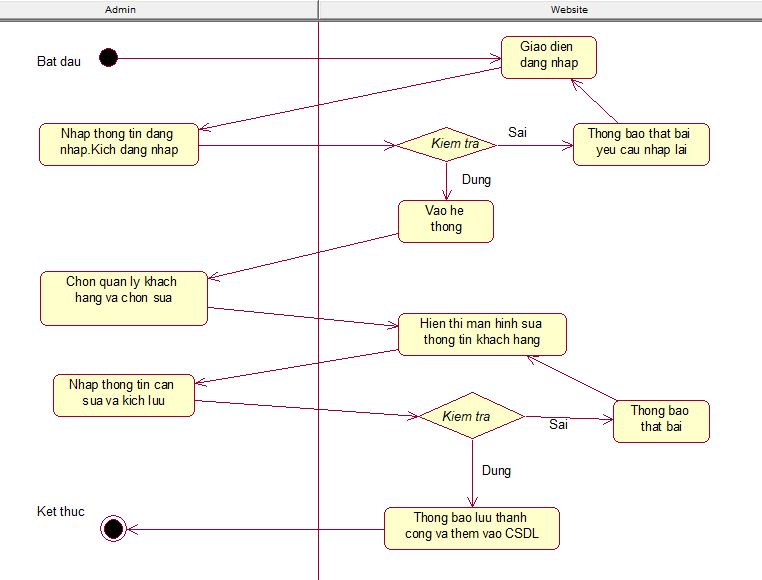 Admin
Website
Bat dau
Giao dien
dang nhap
Nhap thong tin dang
nhap.Kich dang nhap
Kiem tra
Sai
Thong bao that bai
yeu cau nhap lai
Dung
Vao he
thong
Chon quan ly khach
hang va chon sua
Hien thi man hinh sua
thong tin khach hang
Nhap thong tin can
sua va kich luu
Kiem tra
Sai
Thong bao
that bai
Dung
Ket thuc
Thong bao luu thanh
cong va them vao CSDL